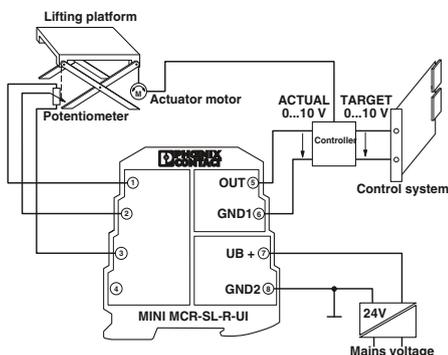 Lifting platform
M
Actuator motor
Potentiometer
ACTUAL
0...10 V
TARGET
0...10 V
Controller
Control system
PHOENIX
CONTACT
1
OUT 5
2
GND1 6
3
UB + 7
4
GND2 8
MINI MCR-SL-R-UI
24V
Mains voltage